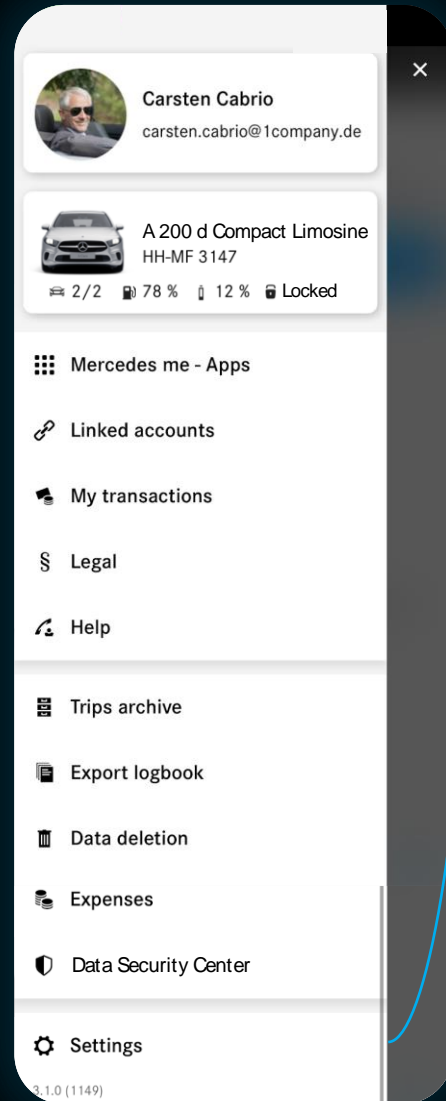 Carsten Cabrio
carsten.cabrio@1company.de
A 200 d Compact Limosine
HH-MF 3147
2/2 78 % 12 % Locked
Mercedes me - Apps
Linked accounts
My transactions
§ Legal
Help
Trips archive
Export logbook
Data deletion
Expenses
Data Security Center
Settings
3.1.0 (1149)